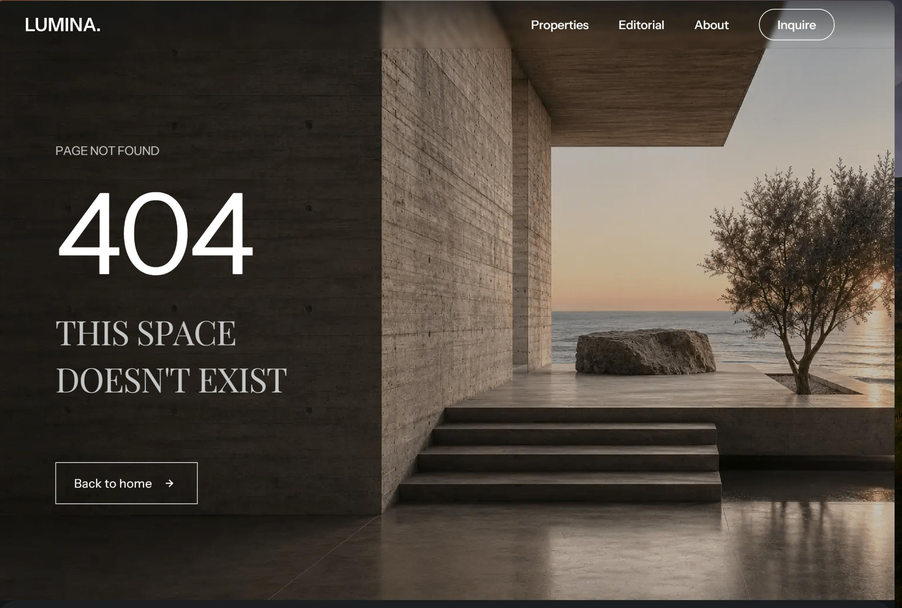 LUMINA.
Properties
Editorial
About
Inquire
PAGE NOT FOUND
404
THIS SPACE
DOESN'T EXIST
Back to home →